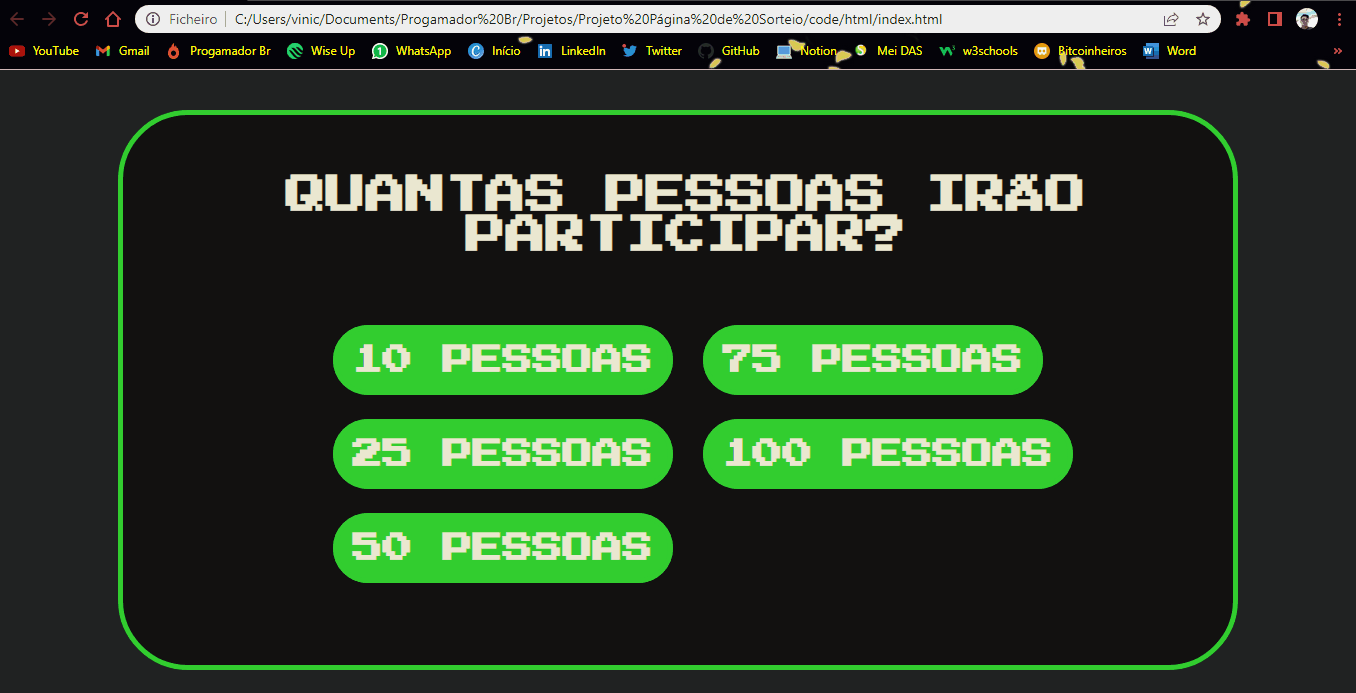 Ficheiro C:/Users/vinic/Documents/Progamador%20Br/Projetos/Projeto%20Página%20de%20Sorteio/code/html/index.html
YouTube Gmail Progamador Br Wise Up WhatsApp Início LinkedIn Twitter GitHub Notion Mei DAS w3schools Bitcoinheiros Word »
QUANTAS PESSOAS IRÃO
PARTICIPAR?
10 PESSOAS 75 PESSOAS
25 PESSOAS 100 PESSOAS
50 PESSOAS